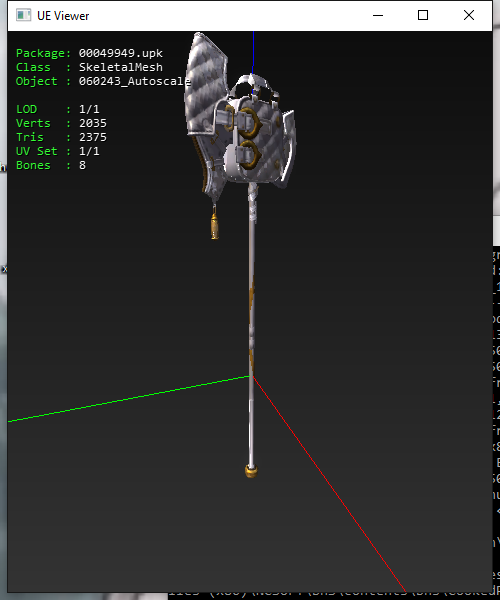 UE Viewer
Package: 00049949.upk
Class  : SkeletalMesh
Object : 060243_Autoscale
LOD    : 1/1
Verts  : 2035
Tris   : 2375
UV Set : 1/1
Bones  : 8